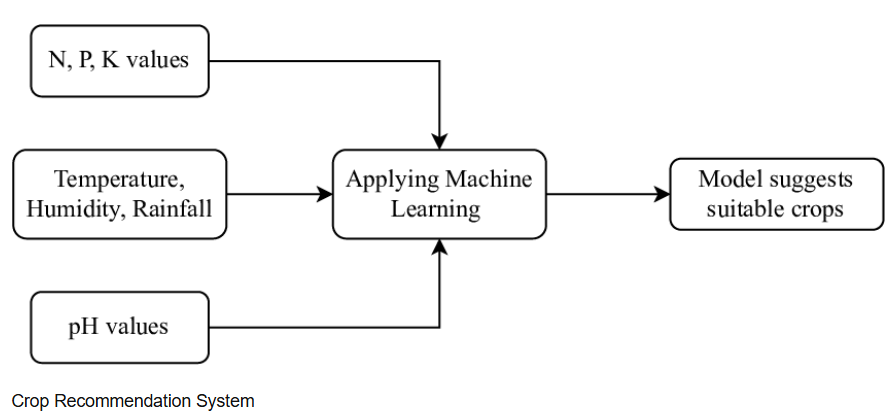 N, P, K values
Temperature,
Humidity, Rainfall
Applying Machine
Learning
Model suggests
suitable crops
pH values
Crop Recommendation System